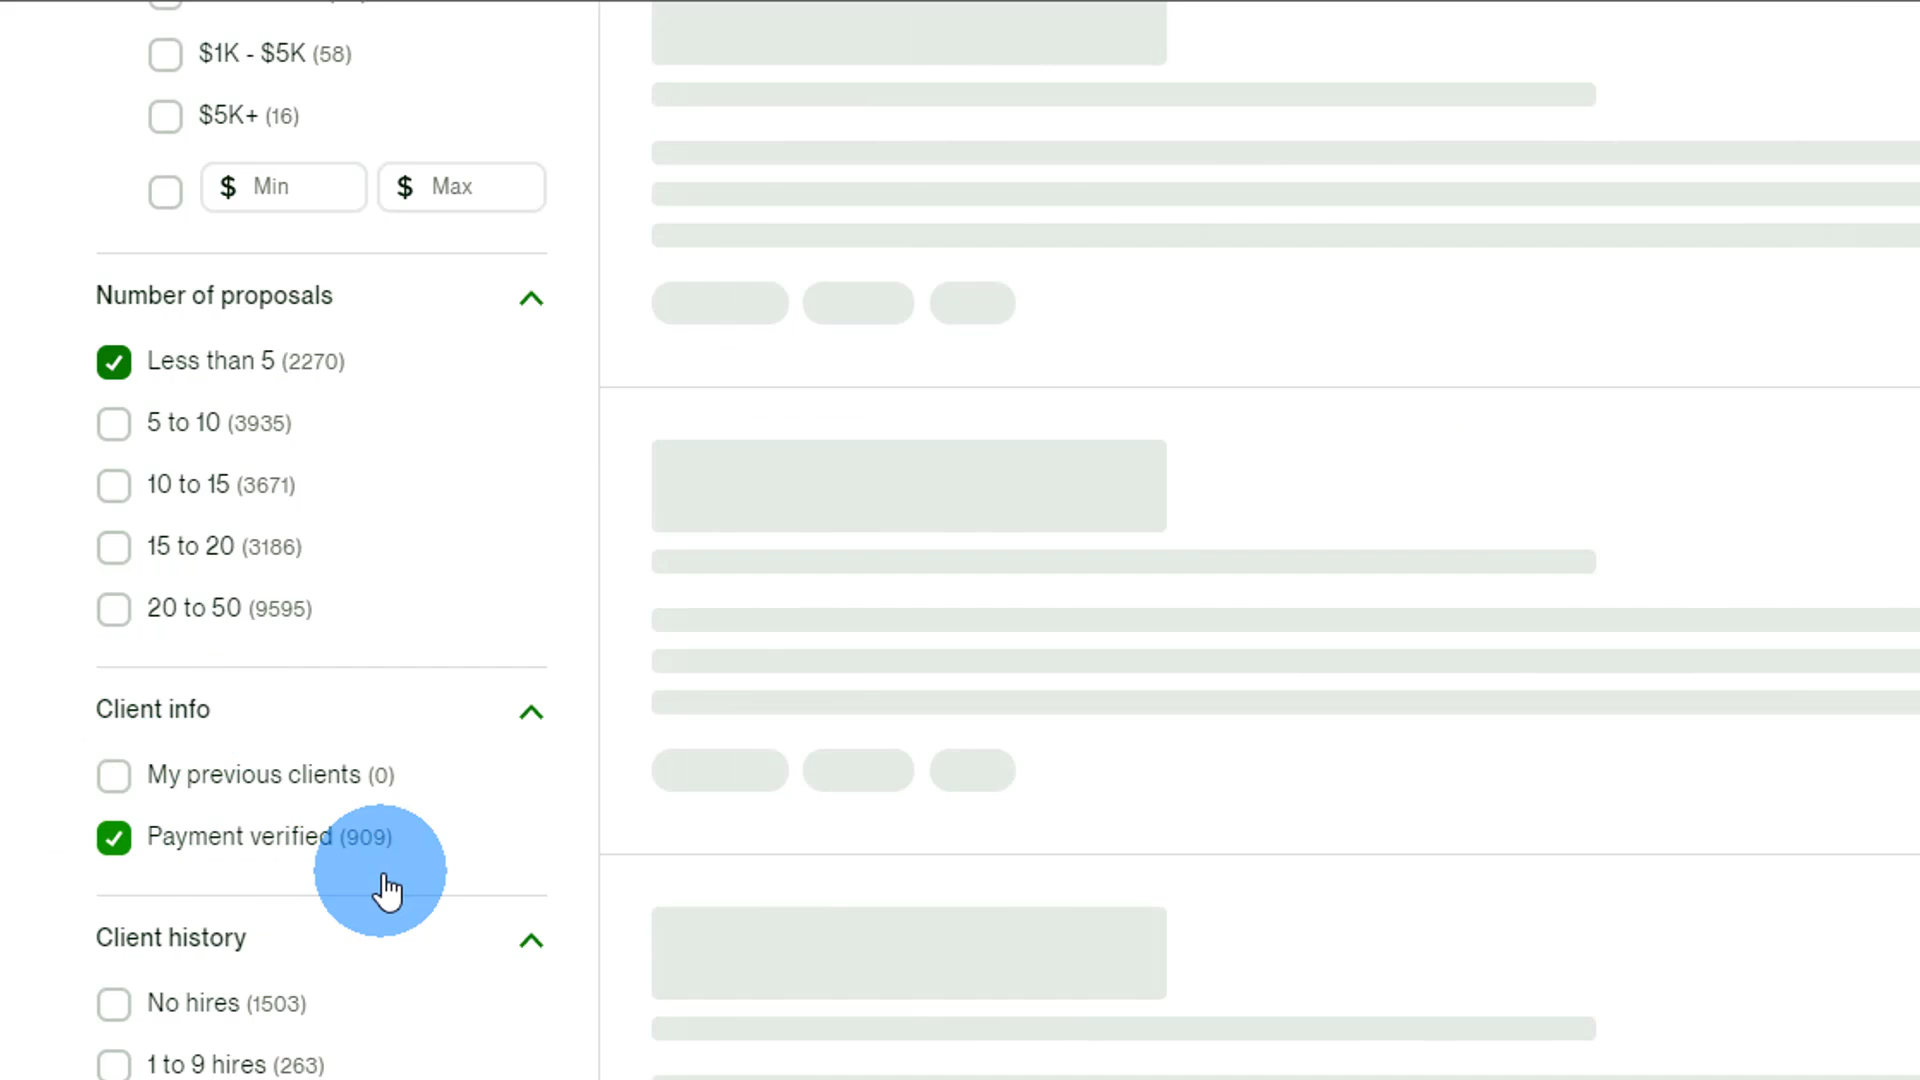 $1K - $5K (58)
$5K+ (16)
$ Min $ Max
Number of proposals
Less than 5 (2270)
5 to 10 (3935)
10 to 15 (3671)
15 to 20 (3186)
20 to 50 (9595)
Client info
My previous clients (0)
Payment verified (909)
Client history
No hires (1503)
1 to 9 hires (263)